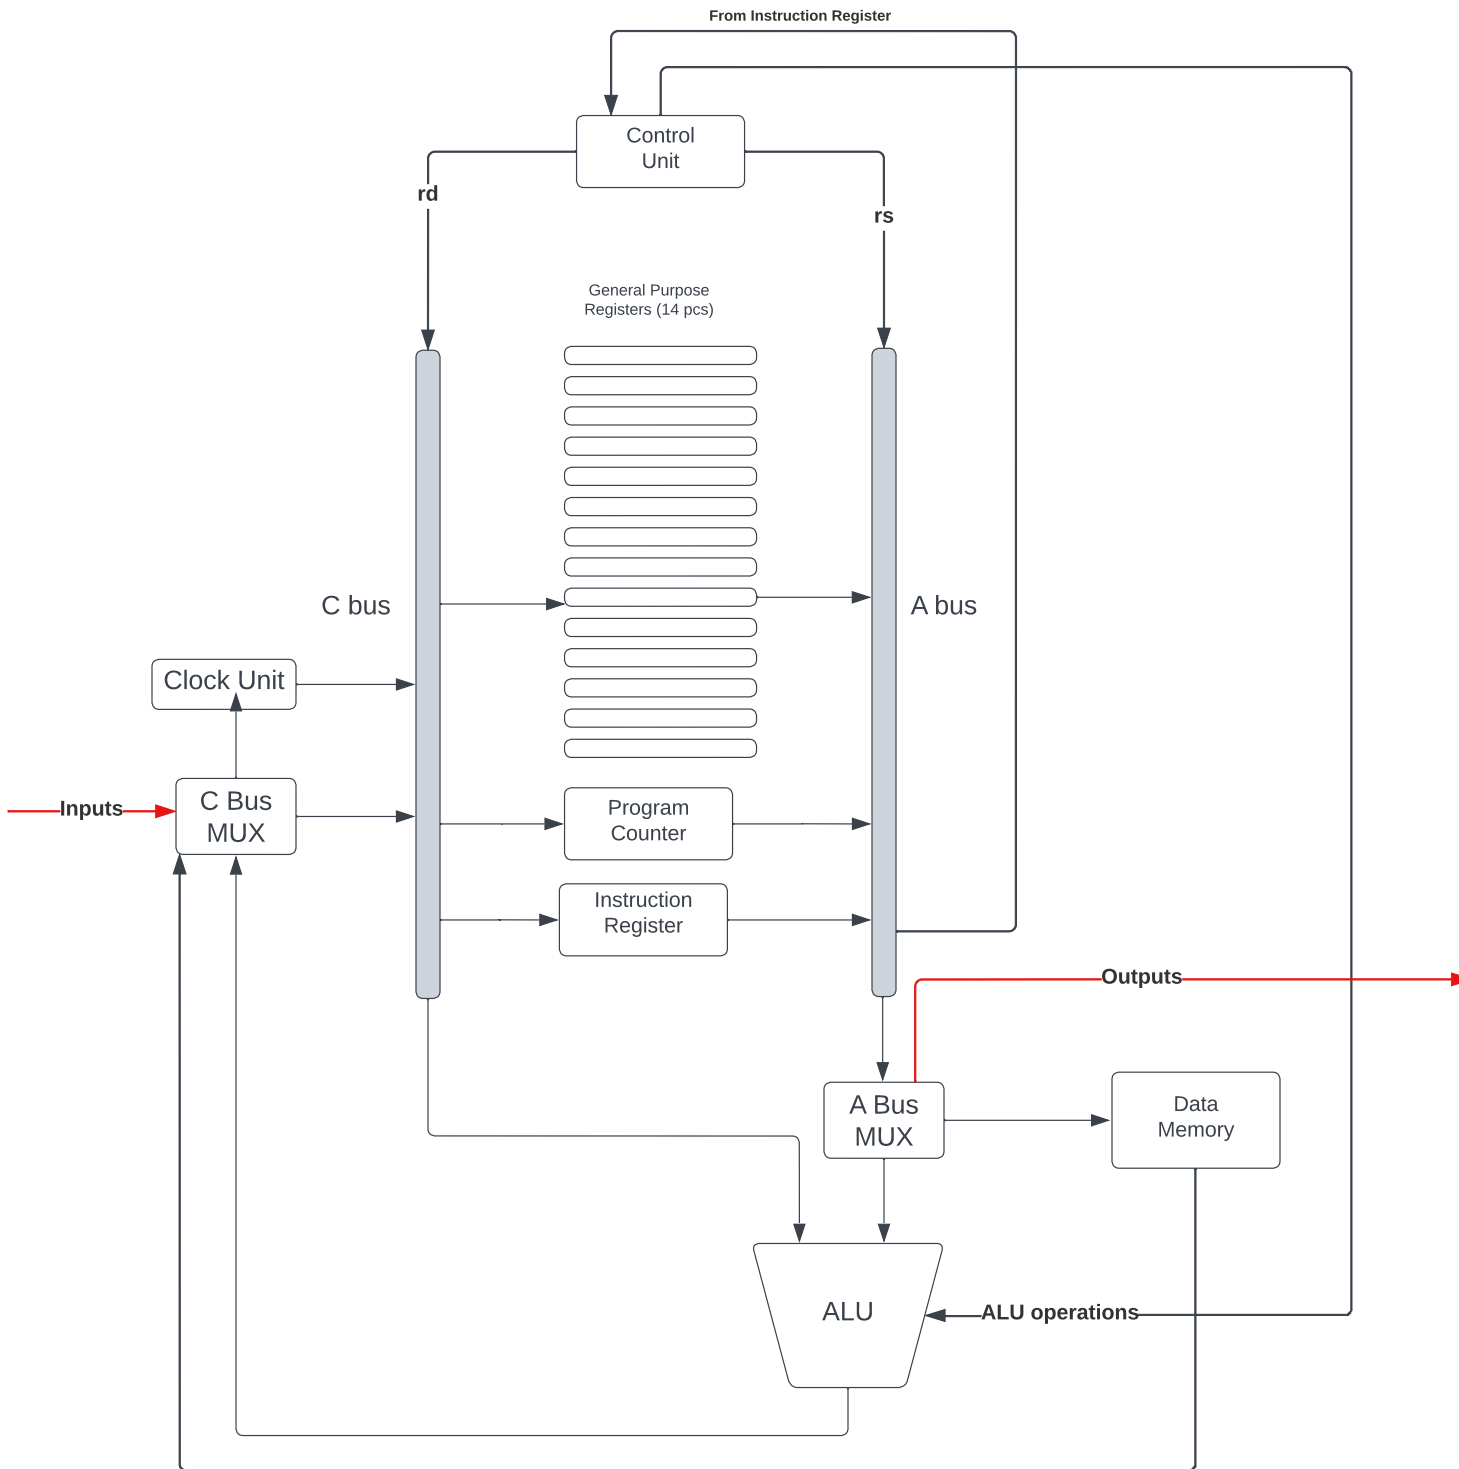 From Instruction Register
Control
Unit
rd
rs
General Purpose
Registers (14 pcs)
C bus
A bus
Clock Unit
C Bus
MUX
Inputs
Program
Counter
Instruction
Register
Outputs
A Bus
MUX
Data
Memory
ALU
ALU operations